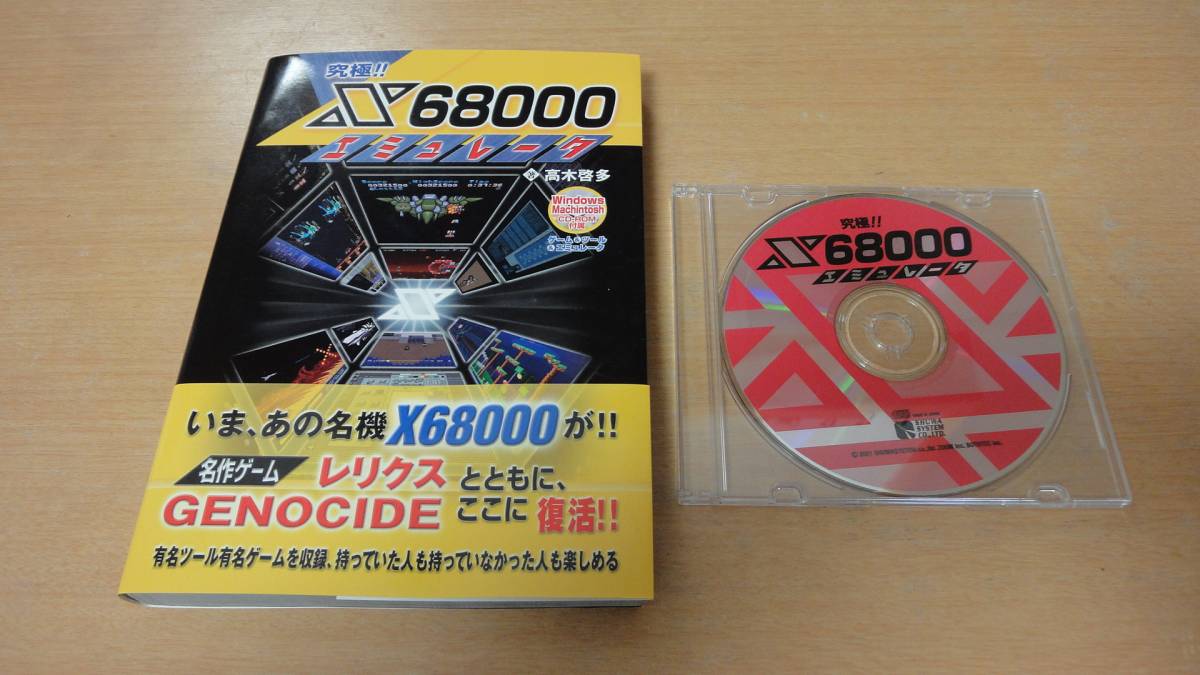 究極!!
X68000
エミュレータ
高木啓多
Windows
Machintosh
CD-ROM
付属
ゲーム&ツール
&エミュレータ
00321500
00321500
0:37:36
いま、あの名機X68000が!!
名作ゲーム レリクス とともに、
GENOCIDE ここに 復活!!
有名ツール有名ゲームを収録、持っていた人も持っていなかった人も楽しめる
究極!!
X68000
エミュレータ
SHUWA
SYSTEM
CO.,LTD.